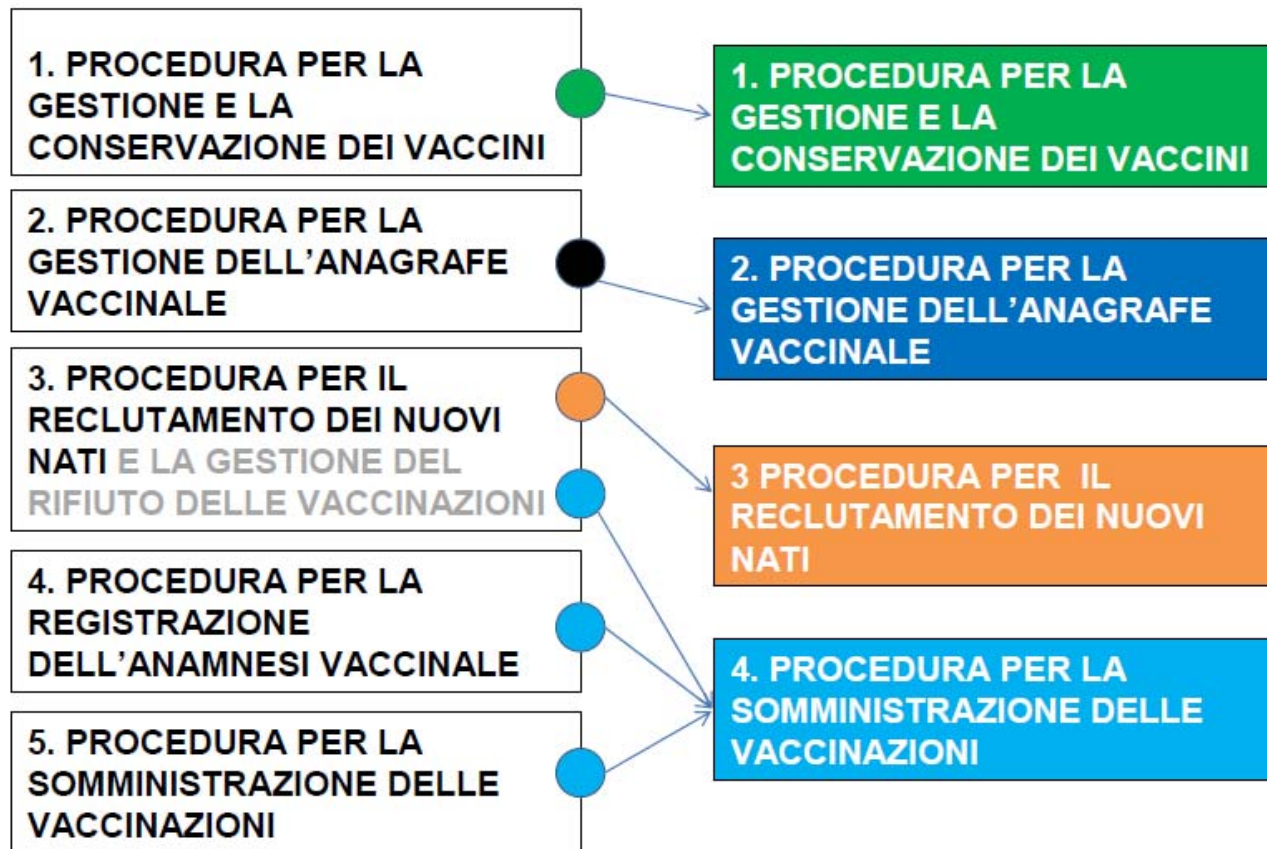 1. PROCEDURA PER LA
GESTIONE E LA
CONSERVAZIONE DEI VACCINI
2. PROCEDURA PER LA
GESTIONE DELL’ANAGRAFE
VACCINALE
3. PROCEDURA PER IL
RECLUTAMENTO DEI NUOVI
NATI E LA GESTIONE DEL
RIFIUTO DELLE VACCINAZIONI
4. PROCEDURA PER LA
REGISTRAZIONE
DELL’ANAMNESI VACCINALE
5. PROCEDURA PER LA
SOMMINISTRAZIONE DELLE
VACCINAZIONI
1. PROCEDURA PER LA
GESTIONE E LA
CONSERVAZIONE DEI VACCINI
2. PROCEDURA PER LA
GESTIONE DELL’ANAGRAFE
VACCINALE
3 PROCEDURA PER IL
RECLUTAMENTO DEI NUOVI
NATI
4. PROCEDURA PER LA
SOMMINISTRAZIONE DELLE
VACCINAZIONI